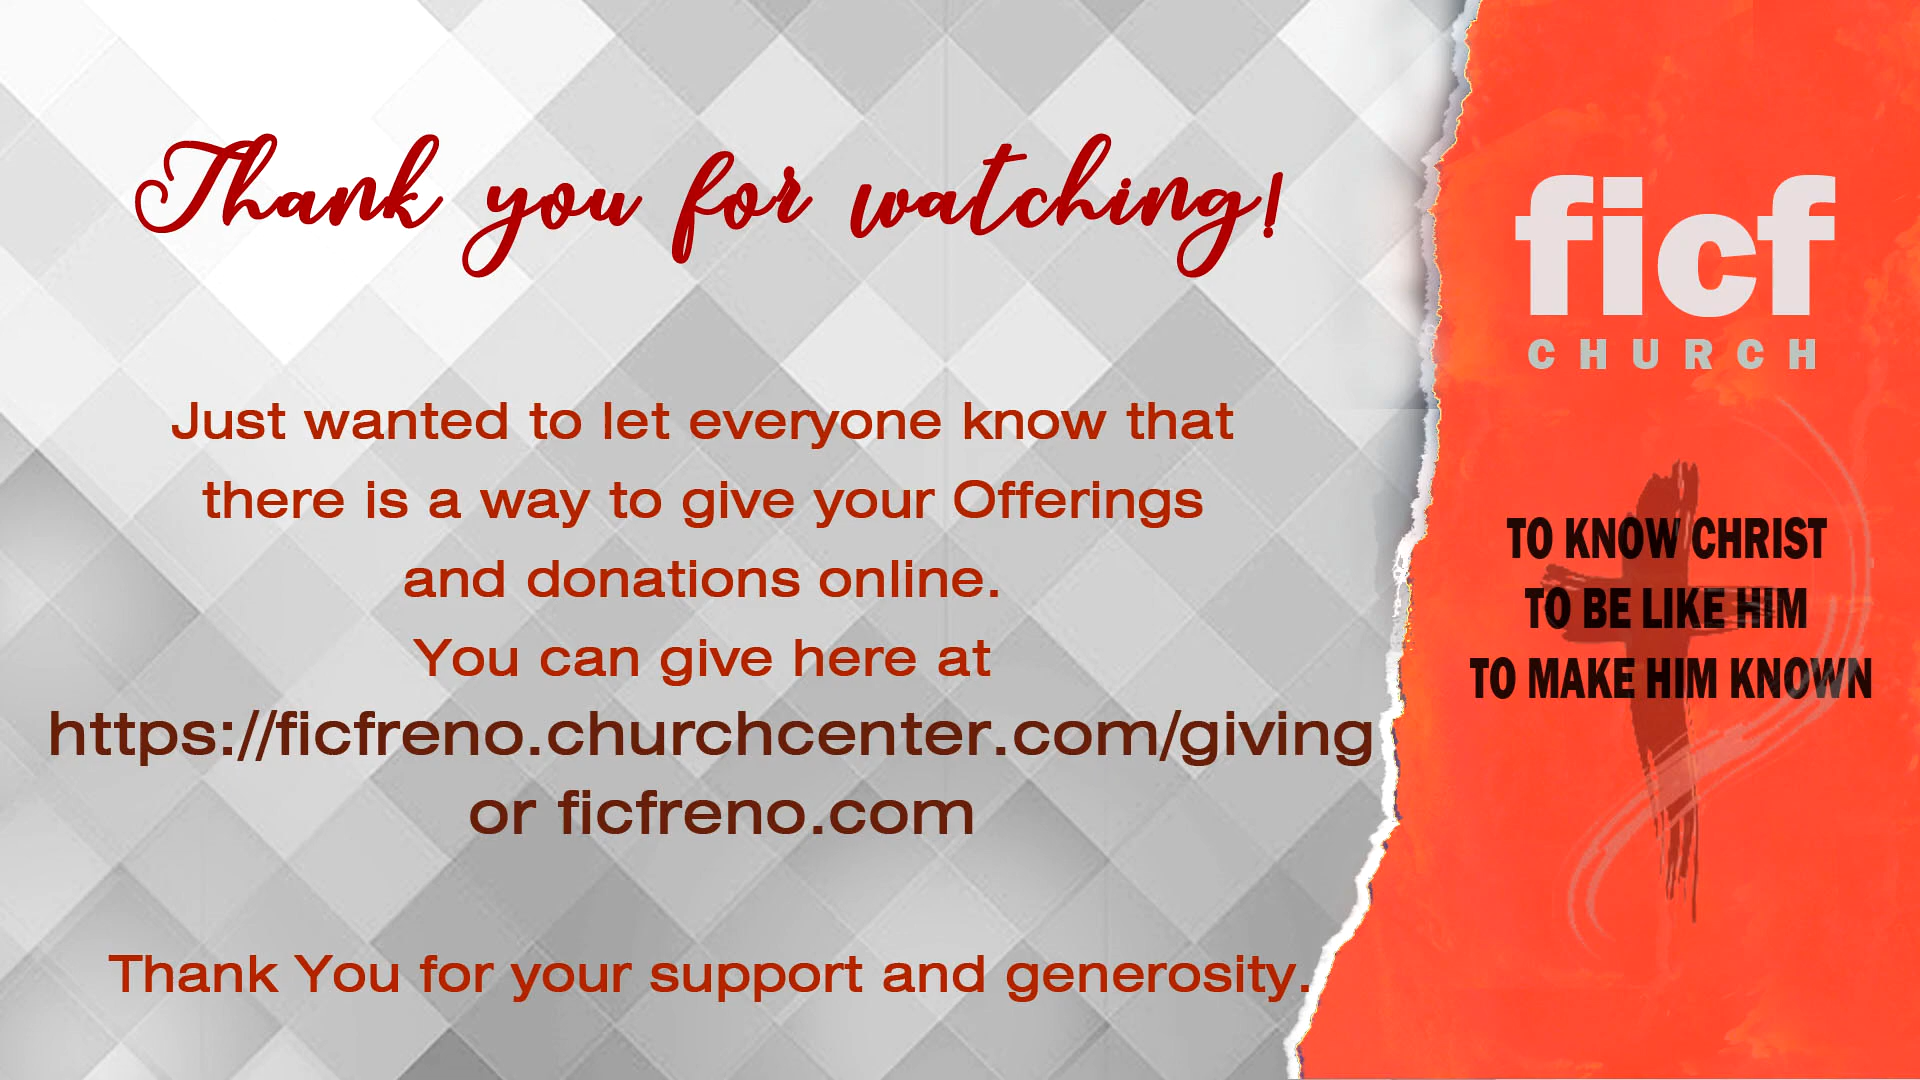 Thank you for watching!
Just wanted to let everyone know that
there is a way to give your Offerings
and donations online.
You can give here at
https://ficfreno.churchcenter.com/giving
or ficfreno.com
Thank You for your support and generosity.
ficf
CHURCH
TO KNOW CHRIST
TO BE LIKE HIM
TO MAKE HIM KNOWN